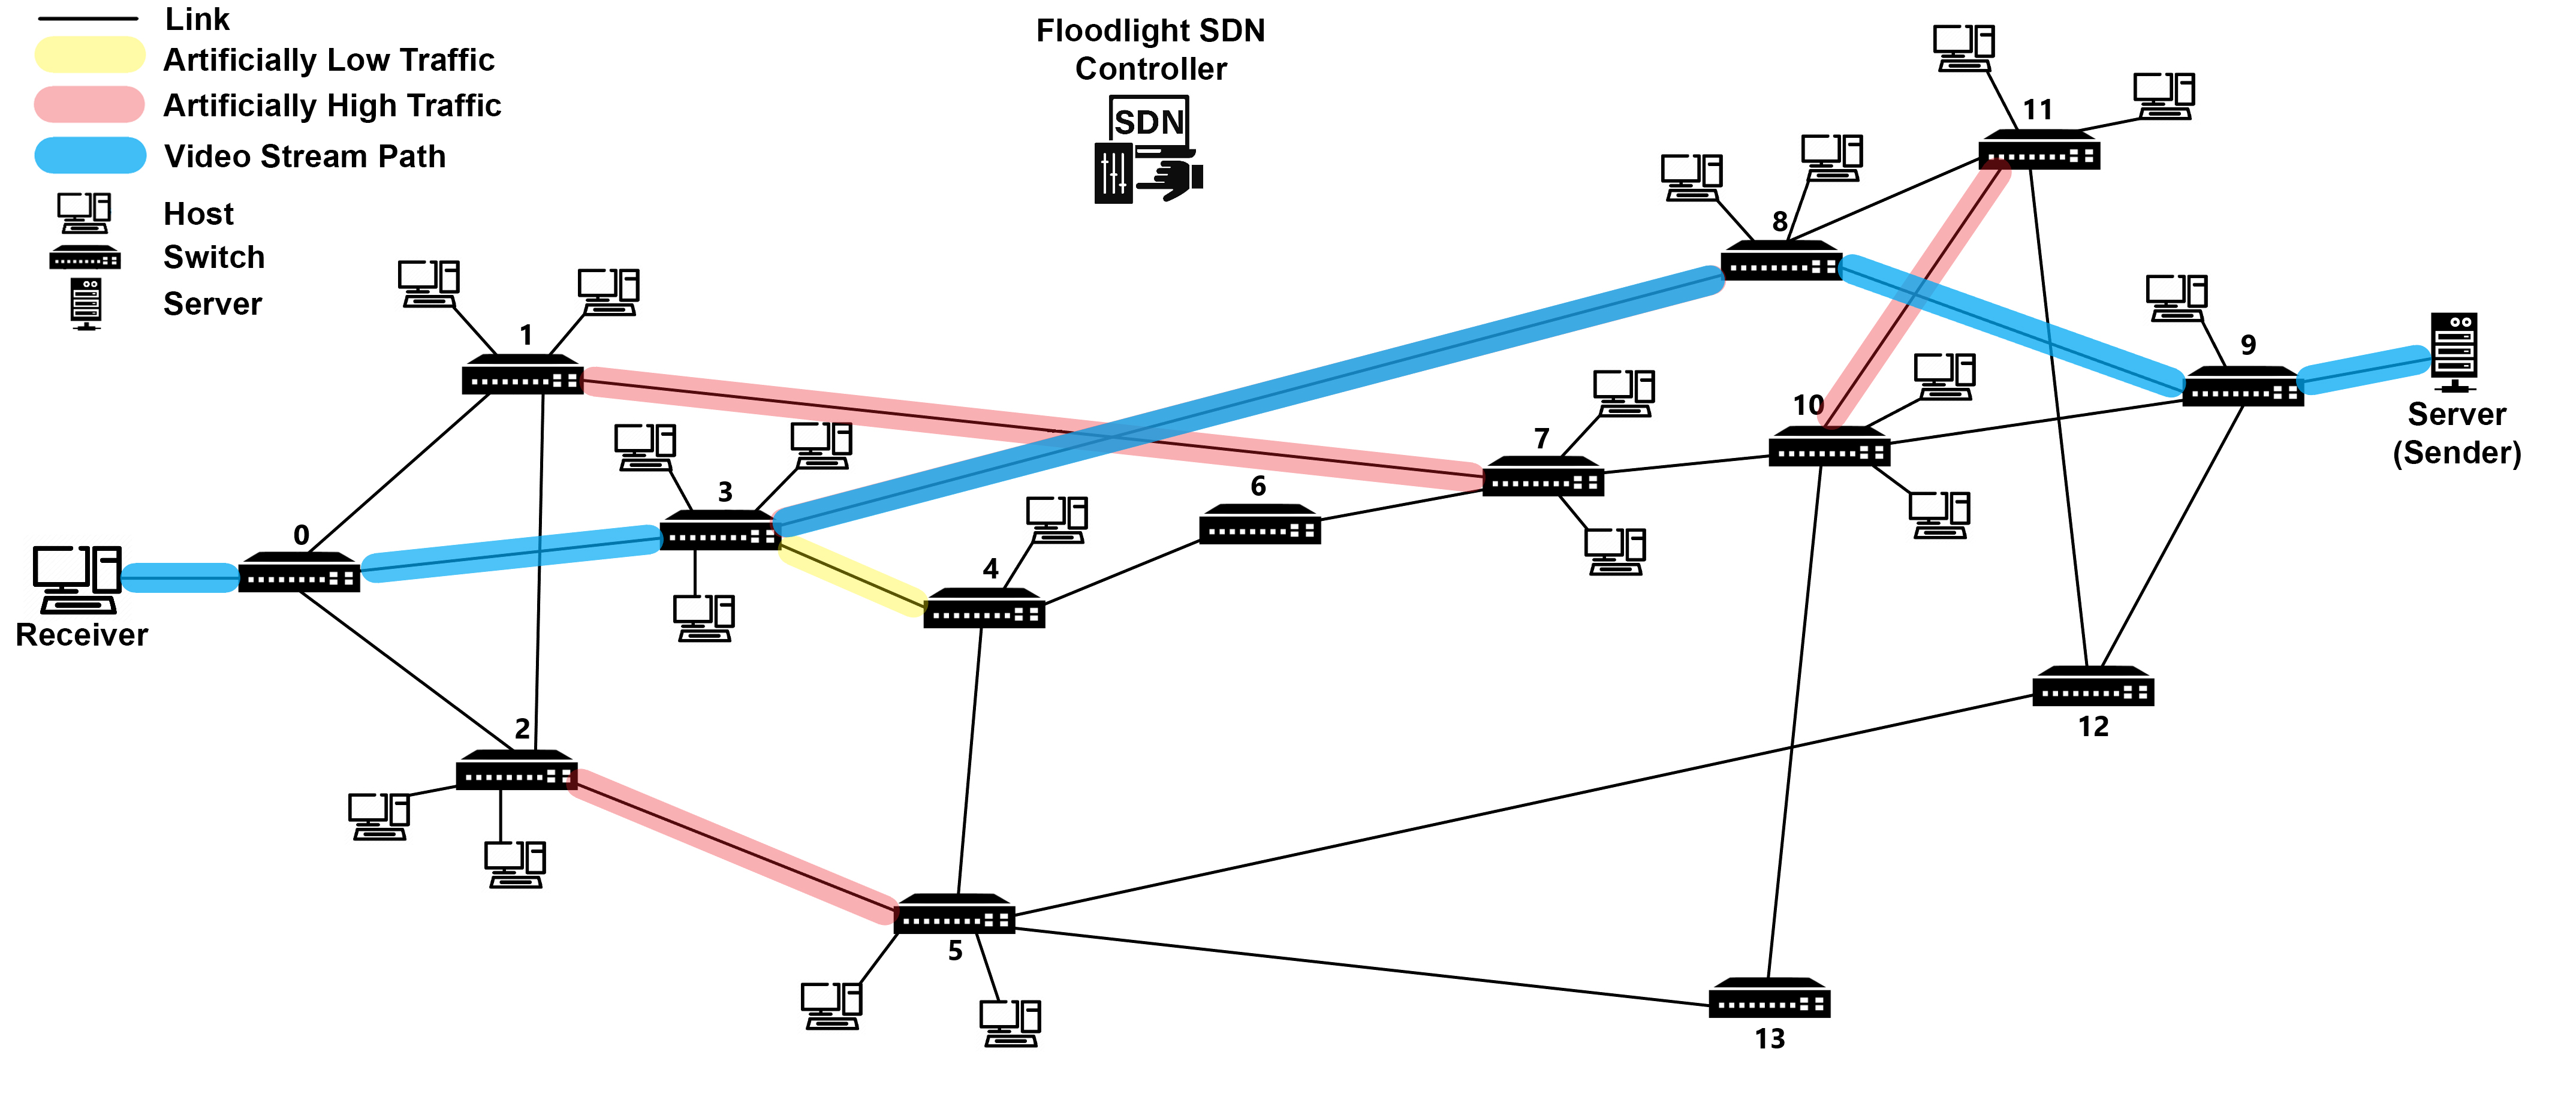 Link
Artificially Low Traffic
Artificially High Traffic
Video Stream Path
Host
Switch
Server
Floodlight SDN
Controller
SDN
11
8
1
9
10
7
Server
(Sender)
3
6
0
4
Receiver
2
12
5
13